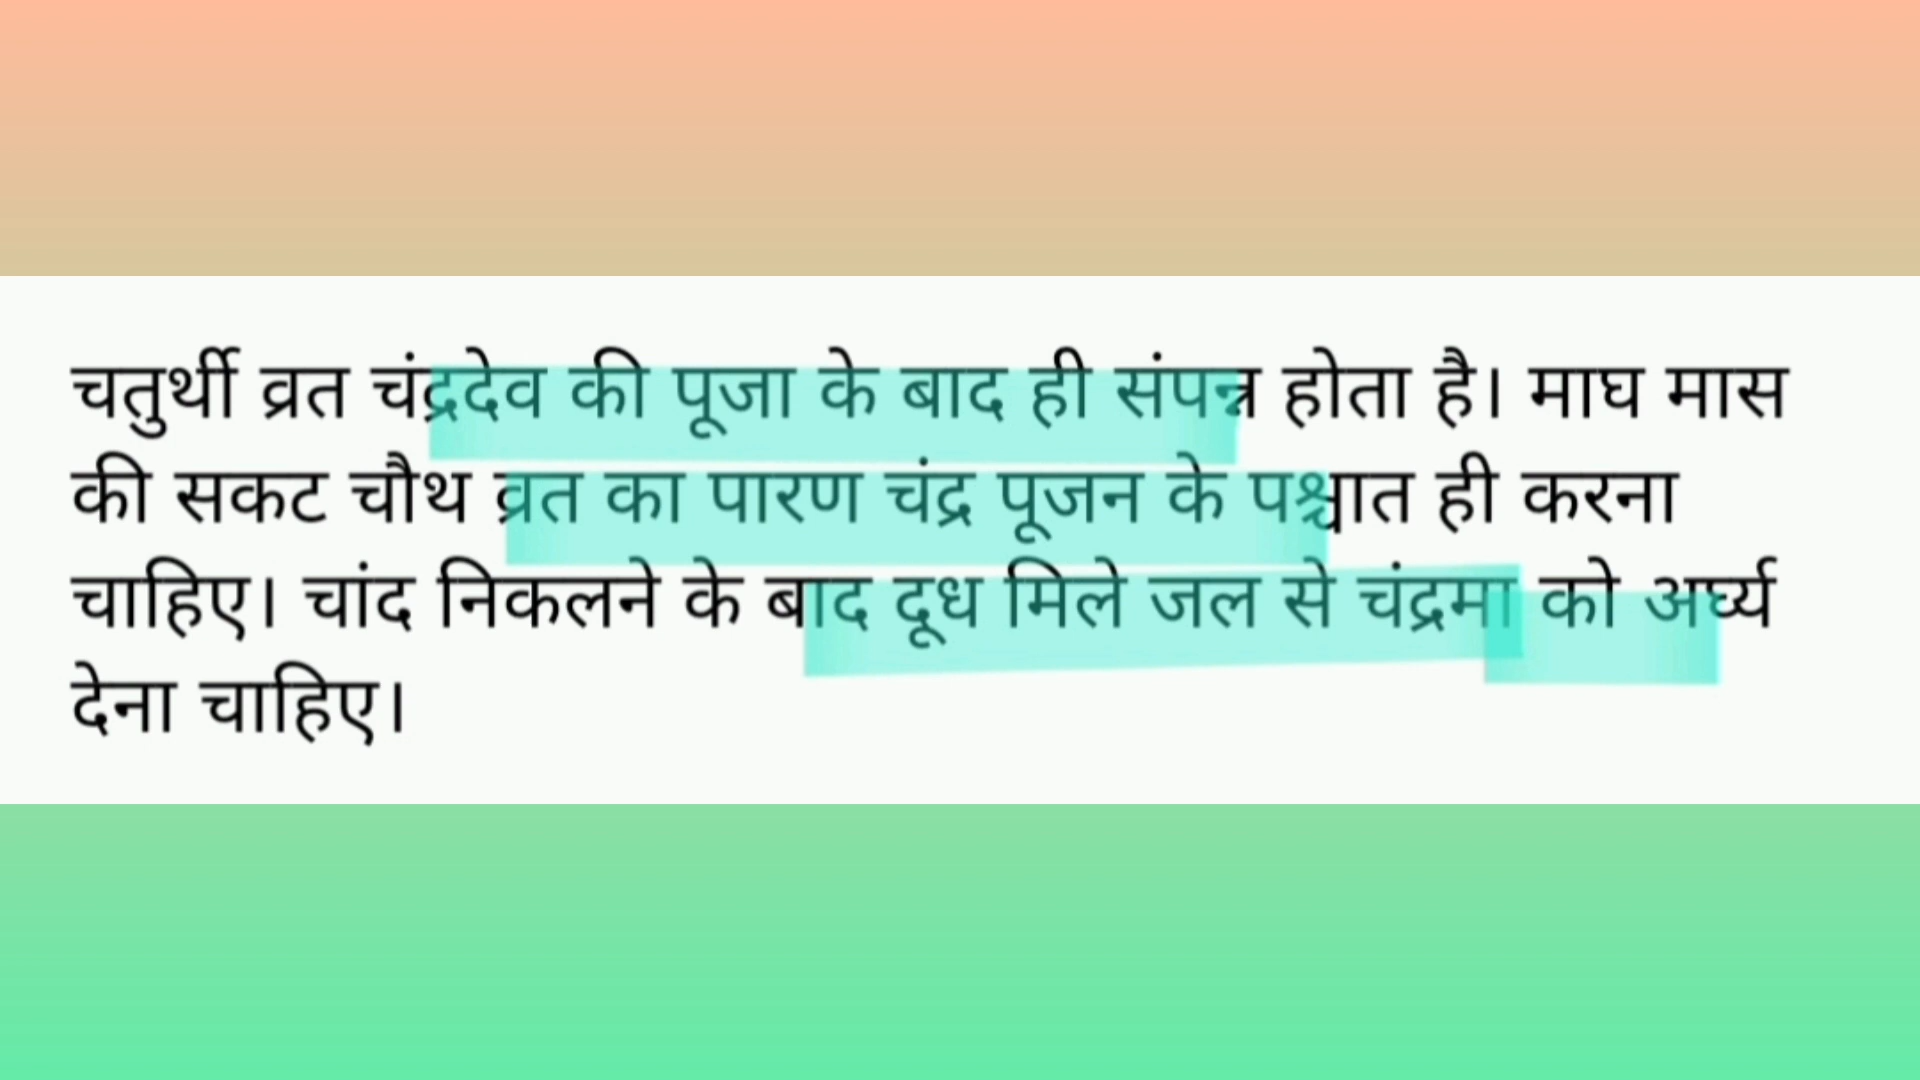 चतुर्थी व्रत चंद्रदेव की पूजा के बाद ही संपन्न होता है। माघ मास
की सकट चौथ व्रत का पारण चंद्र पूजन के पश्चात ही करना
चाहिए। चांद निकलने के बाद दूध मिले जल से चंद्रमा को अर्घ्य
देना चाहिए।